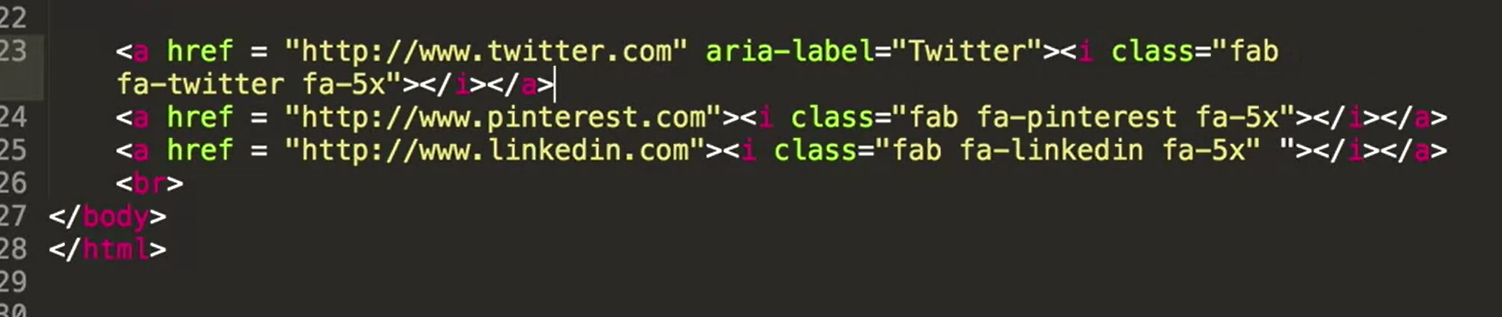 22
23 <a href = "http://www.twitter.com" aria-label="Twitter"><i class="fab
fa-twitter fa-5x"></i></a>
24 <a href = "http://www.pinterest.com"><i class="fab fa-pinterest fa-5x"></i></a>
25 <a href = "http://www.linkedin.com"><i class="fab fa-linkedin fa-5x" "></i></a>
26 <br>
27 </body>
28 </html>
29
30